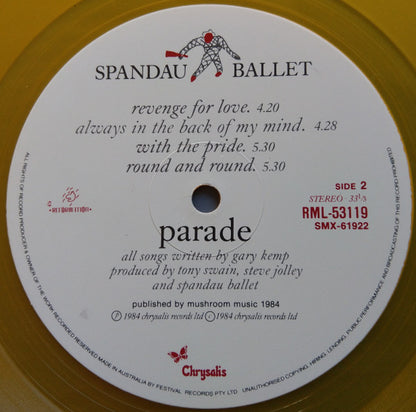 SPANDAU BALLET
revenge for love. 4.20
always in the back of my mind. 4.28
with the pride. 5.30
round and round. 5.30
SIDE 2
STEREO - 33⅓
RML-53119
SMX-61922
REFORMATION
parade
all songs written by gary kemp
produced by tony swain, steve jolley
and spandau ballet
published by mushroom music 1984
Ⓟ 1984 chrysalis records ltd © 1984 chrysalis records ltd
Chrysalis
ALL RIGHTS OF RECORD PRODUCER & OWNER OF THE WORK RECORDED RESERVED MADE IN AUSTRALIA BY FESTIVAL RECORDS PTY LTD UNAUTHORISED COPYING, HIRING, LENDING, PUBLIC PERFORMANCE AND BROADCASTING OF THIS RECORD PROHIBITED